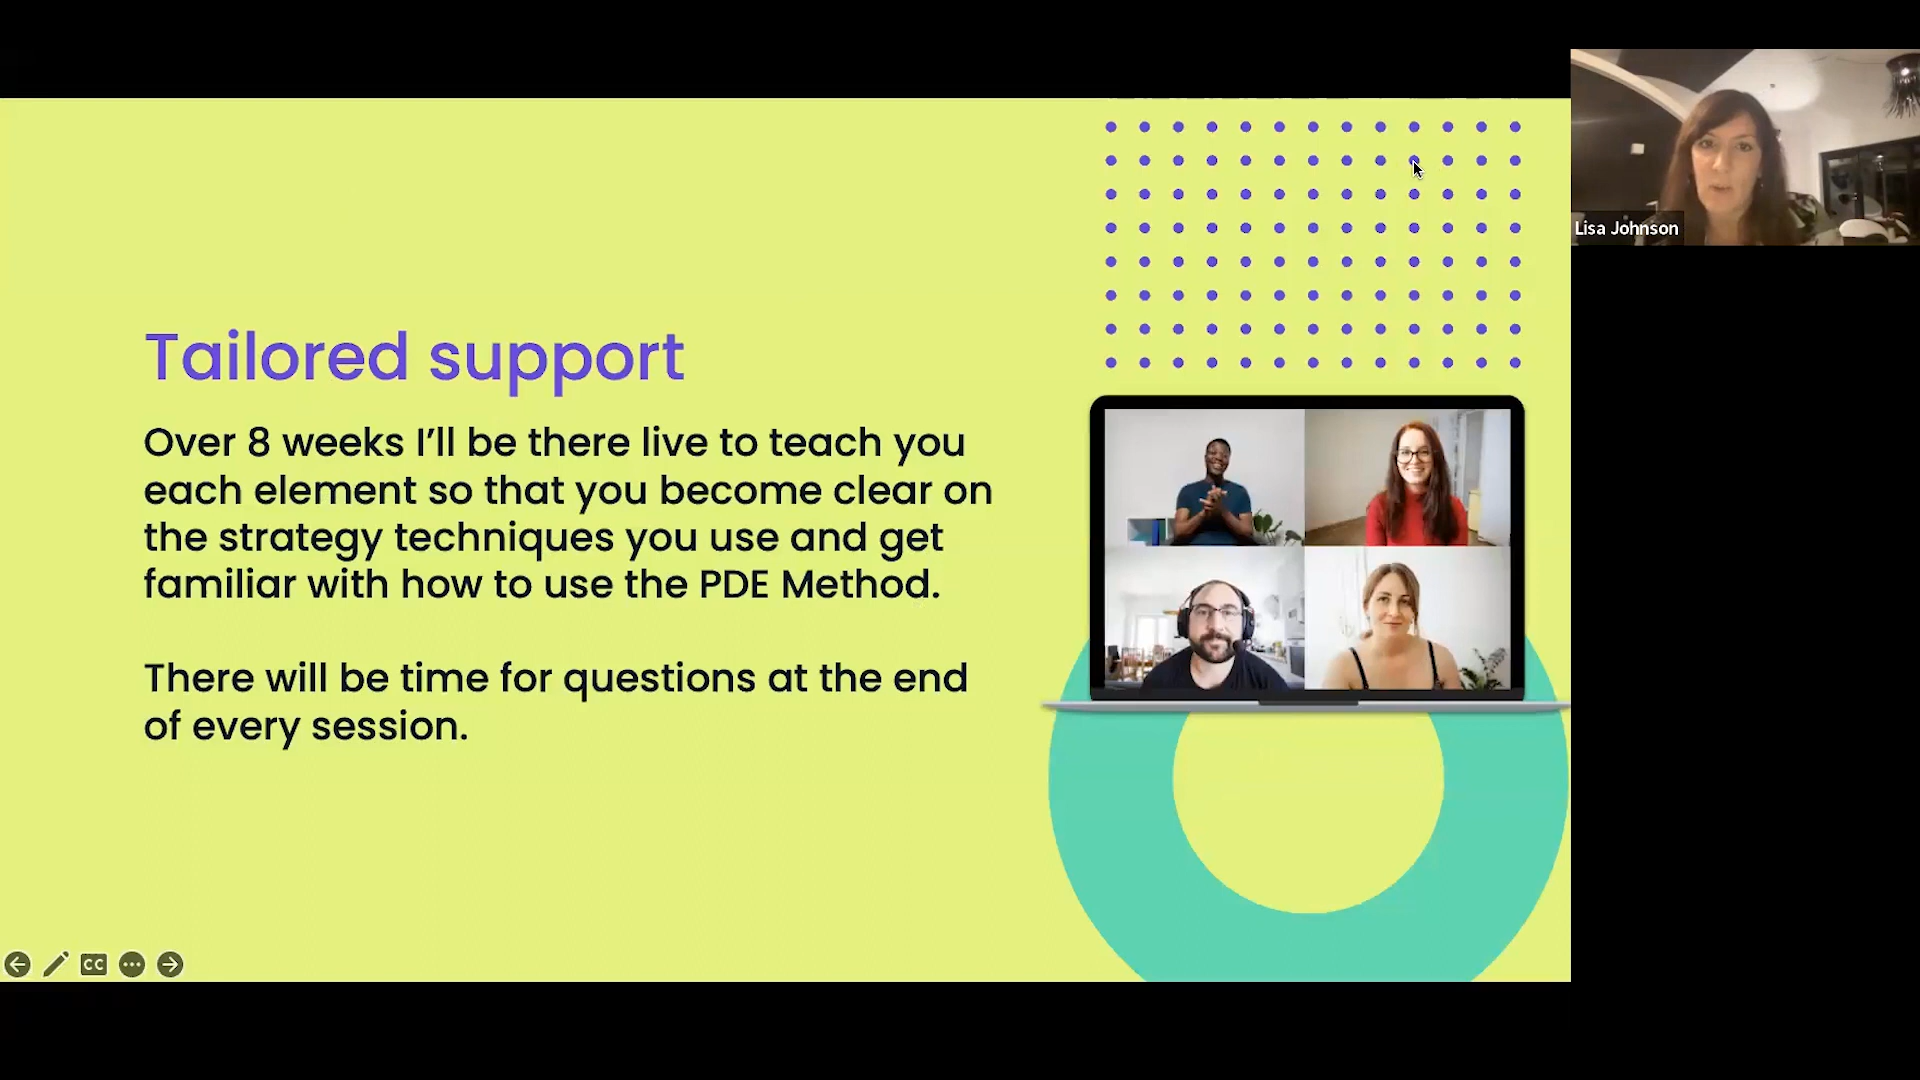 Tailored support
Over 8 weeks I’ll be there live to teach you
each element so that you become clear on
the strategy techniques you use and get
familiar with how to use the PDE Method.
There will be time for questions at the end
of every session.
Lisa Johnson
CC